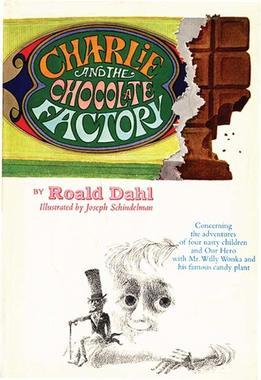 CHARLIE
AND THE
CHOCOLATE
FACTORY
BY Roald Dahl
Illustrated by Joseph Schindelman
Concerning
the adventures
of four nasty children
and Our Hero
with Mr. Willy Wonka and
his famous candy plant